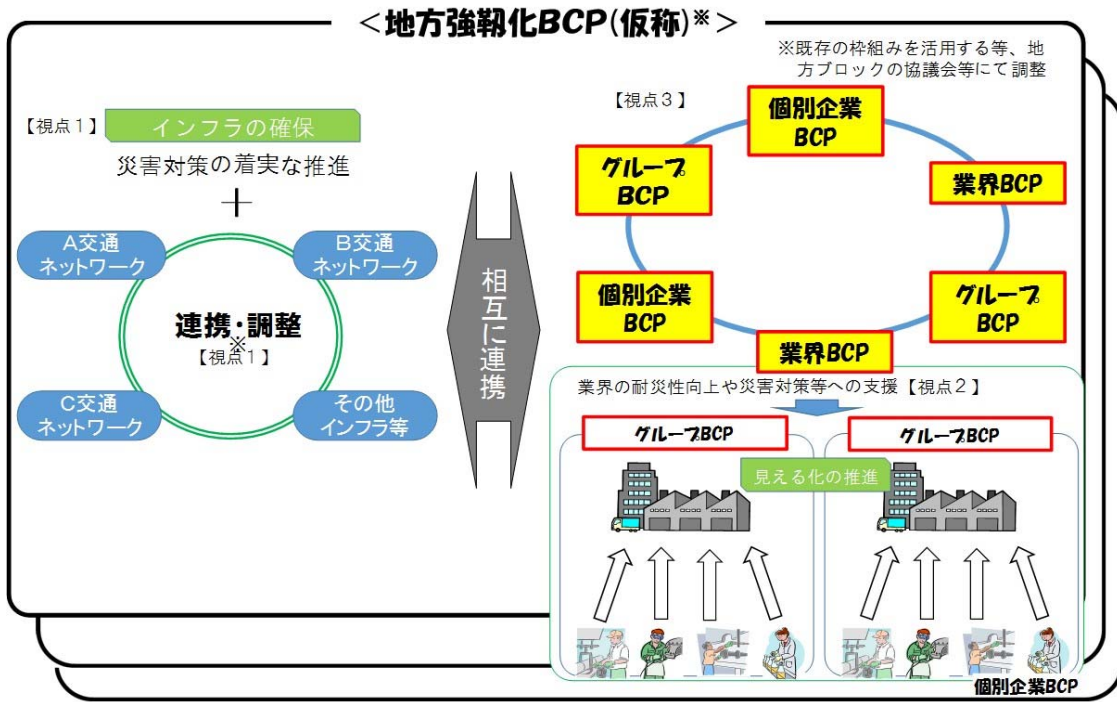 <地方強靱化BCP(仮称)※>
※既存の枠組みを活用する等、地
方ブロックの協議会等にて調整
【視点1】
インフラの確保
災害対策の着実な推進
+
A交通
ネットワーク
B交通
ネットワーク
連携・調整
※
【視点1】
C交通
ネットワーク
その他
インフラ等
相互に連携
【視点3】
個別企業
BCP
グループ
BCP
業界BCP
個別企業
BCP
グループ
BCP
業界BCP
業界の耐災性向上や災害対策等への支援【視点2】
グループBCP
グループBCP
見える化の推進
個別企業BCP